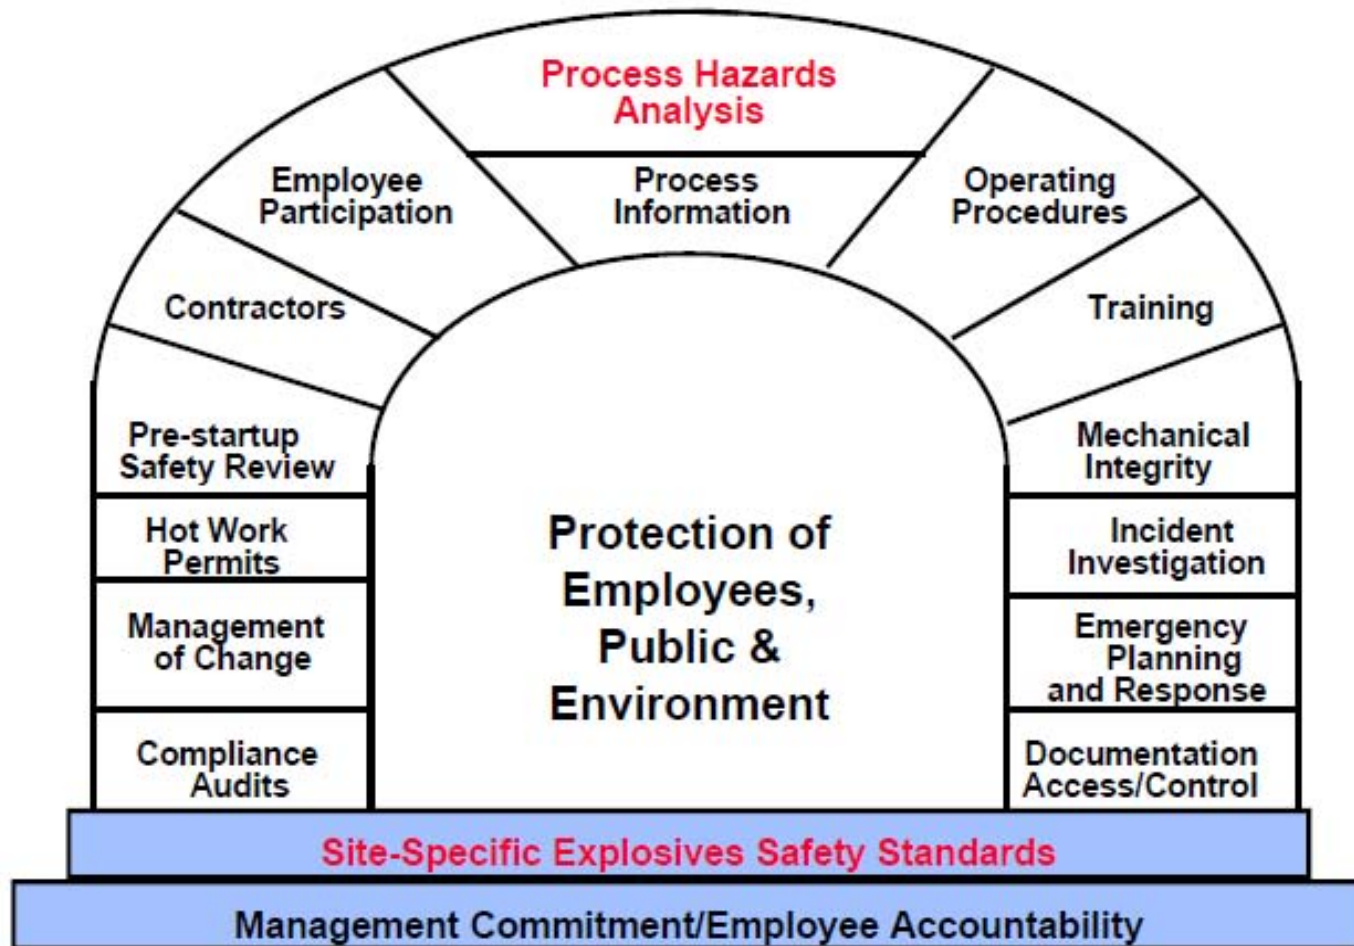 Process Hazards
Analysis
Employee
Participation
Process
Information
Operating
Procedures
Contractors
Training
Pre-startup
Safety Review
Mechanical
Integrity
Hot Work
Permits
Incident
Investigation
Protection of
Employees,
Public &
Environment
Management
of Change
Emergency
Planning
and Response
Compliance
Audits
Documentation
Access/Control
Site-Specific Explosives Safety Standards
Management Commitment/Employee Accountability